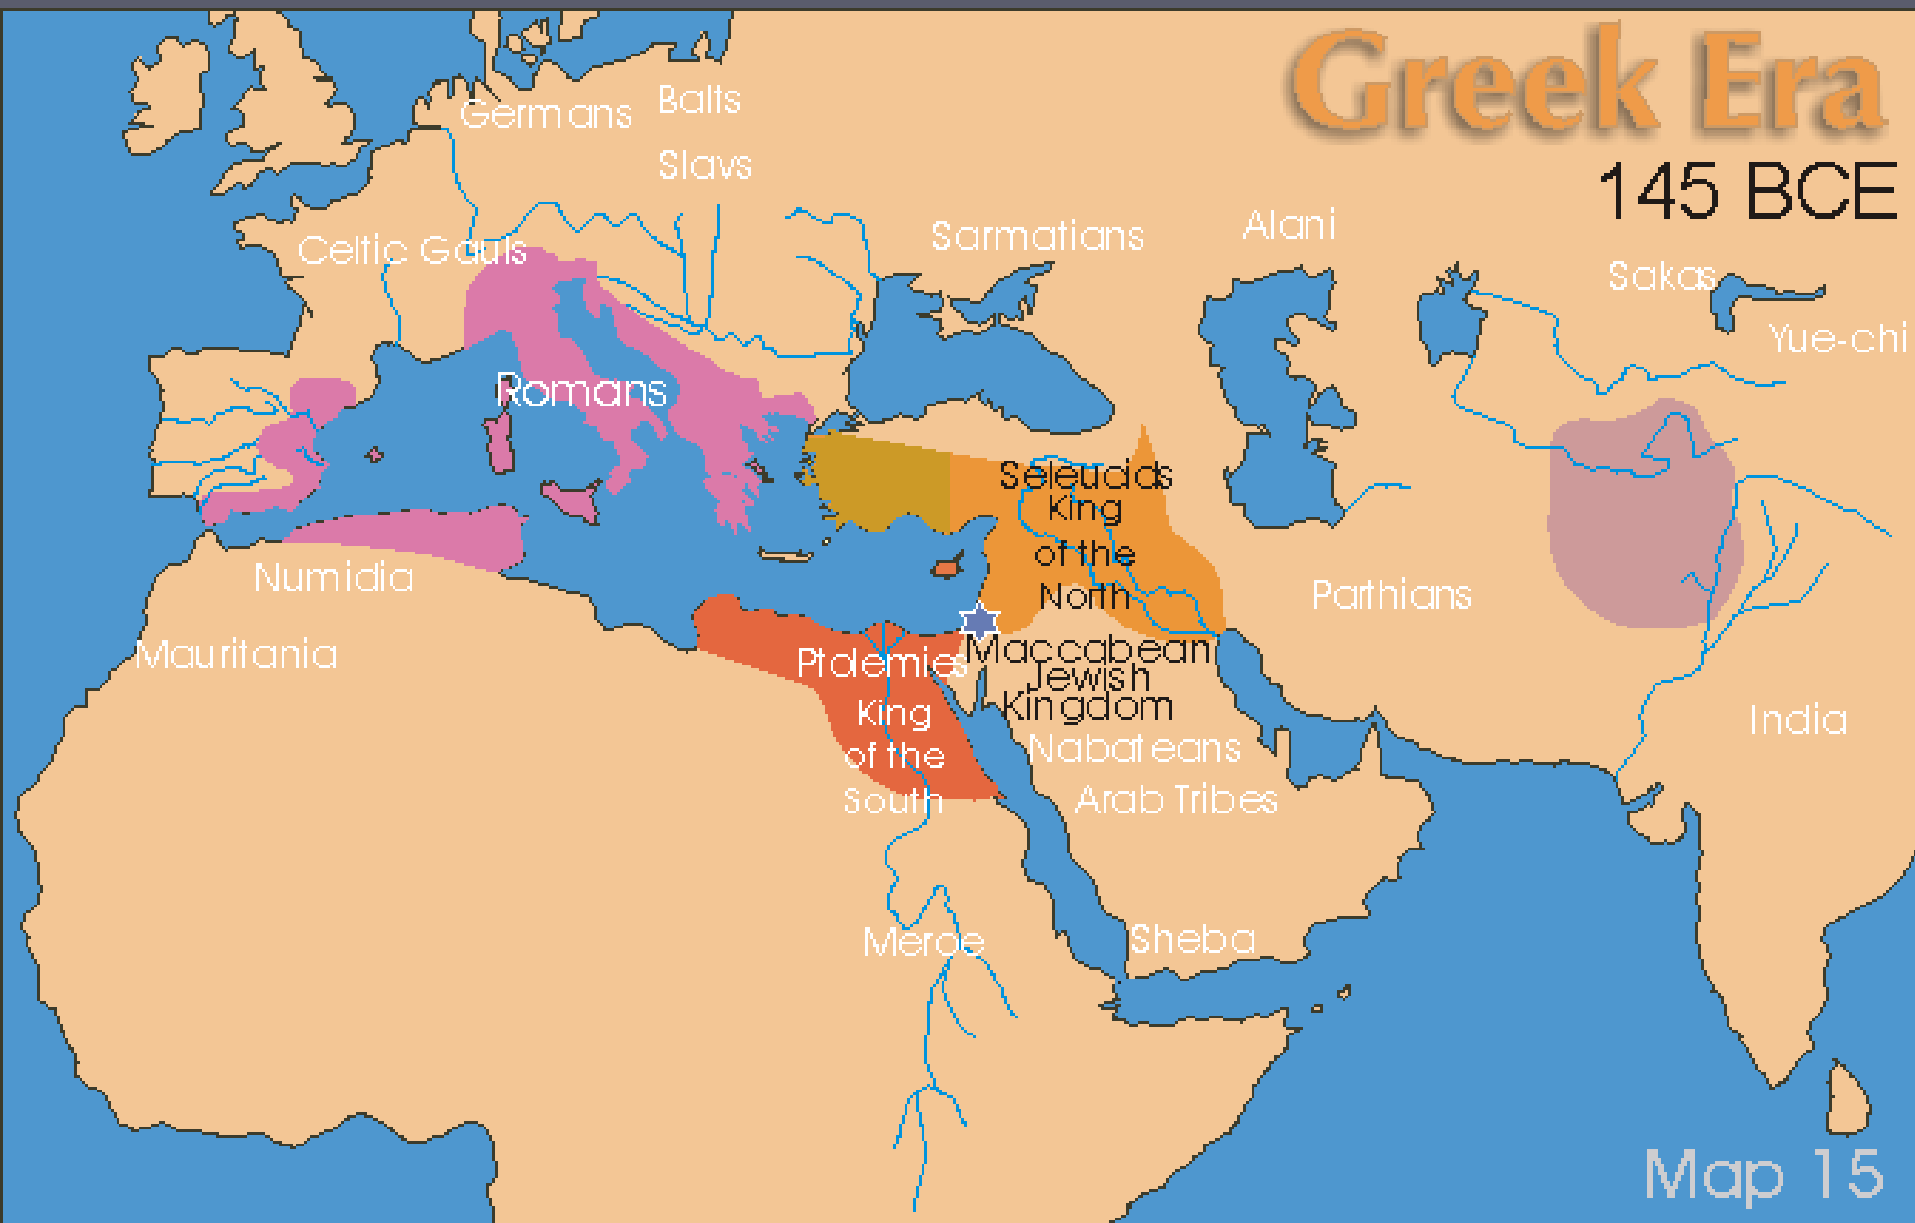 Greek Era
145 BCE
Germans
Balts
Slavs
Celtic Gauls
Sarmatians
Alani
Sakas
Yue-chi
Romans
Seleucids
King
of the
North
Numidia
Parthians
Mauritania
Ptolemies
King
of the
South
Maccabean
Jewish
Kingdom
Nabateans
Arab Tribes
India
Meroe
Sheba
Map 15